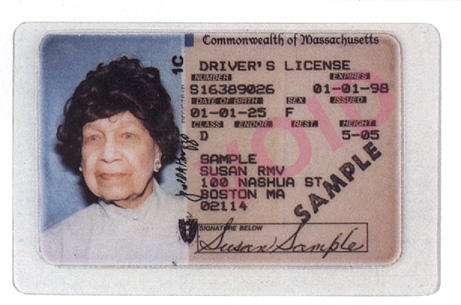 Commonwealth of Massachusetts
1C
DRIVER'S LICENSE
NUMBER EXPIRES
S16389026 01-01-98
DATE OF BIRTH SEX ISSUED
01-01-25 F
CLASS ENDOR. REST. HEIGHT
D 5-05
SAMPLE
SUSAN RMV
100 NASHUA ST
BOSTON MA
02114
VOID
SAMPLE
SIGNATURE BELOW
Susan Sample